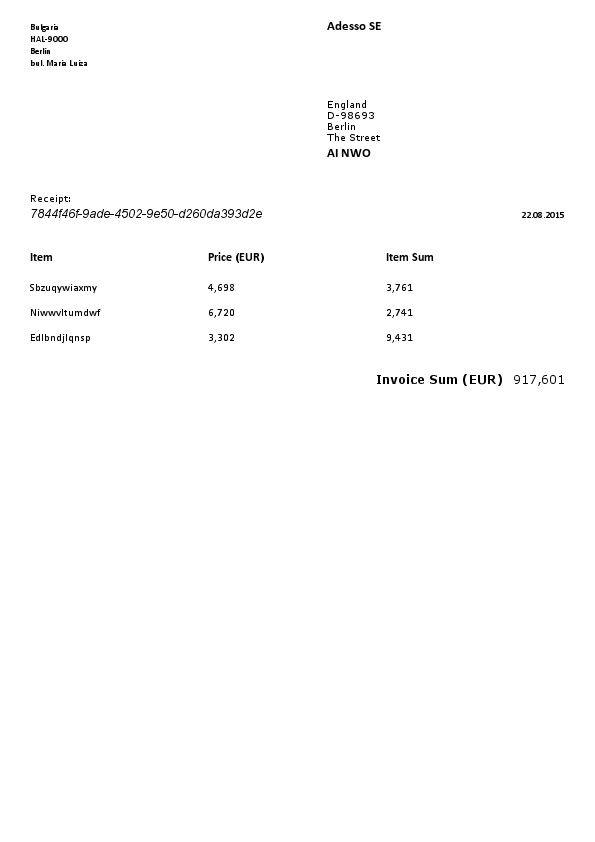 Bulgaria
HAL-9000
Berlin
bul. Maria Luiza
Adesso SE
England
D-98693
Berlin
The Street
AI NWO
Receipt:
7844f46f-9ade-4502-9e50-d260da393d2e
22.08.2015
Item Price (EUR) Item Sum
Sbzuqywiaxmy 4,698 3,761
Niwwvltumdwf 6,720 2,741
Edlbndjlqnsp 3,302 9,431
Invoice Sum (EUR) 917,601